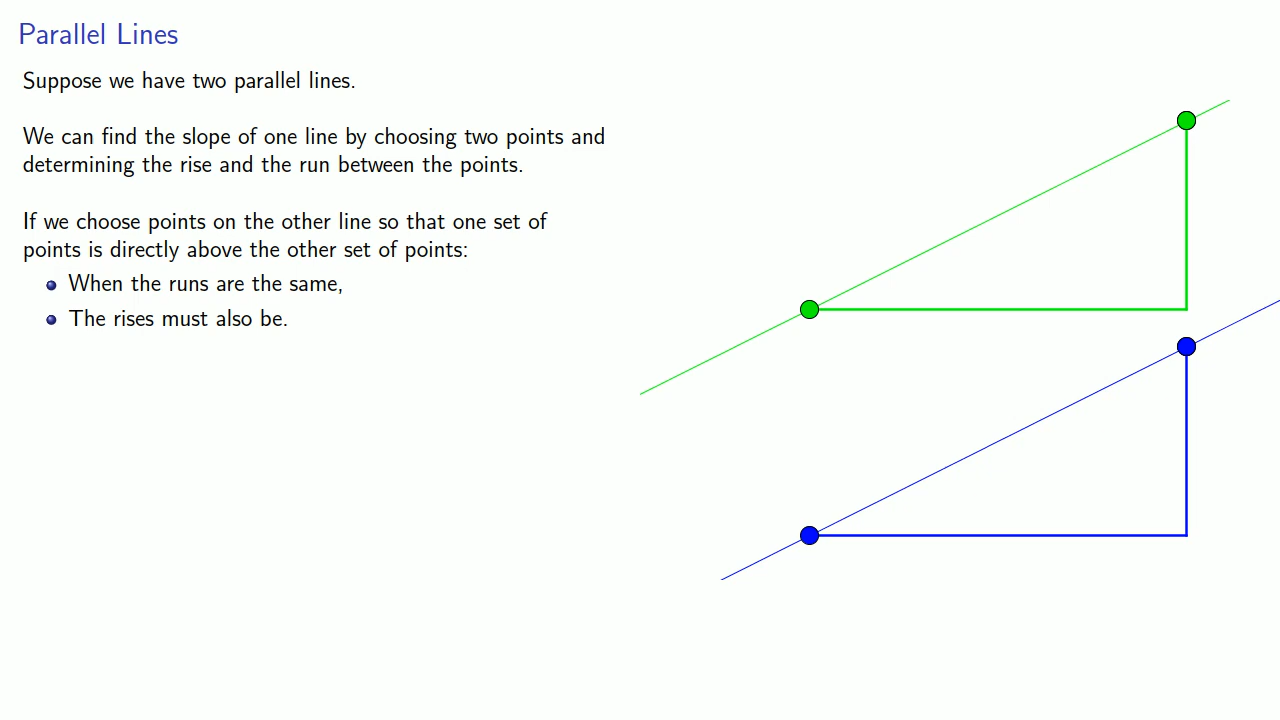 Parallel Lines
Suppose we have two parallel lines.
We can find the slope of one line by choosing two points and
determining the rise and the run between the points.
If we choose points on the other line so that one set of
points is directly above the other set of points:
When the runs are the same,
The rises must also be.